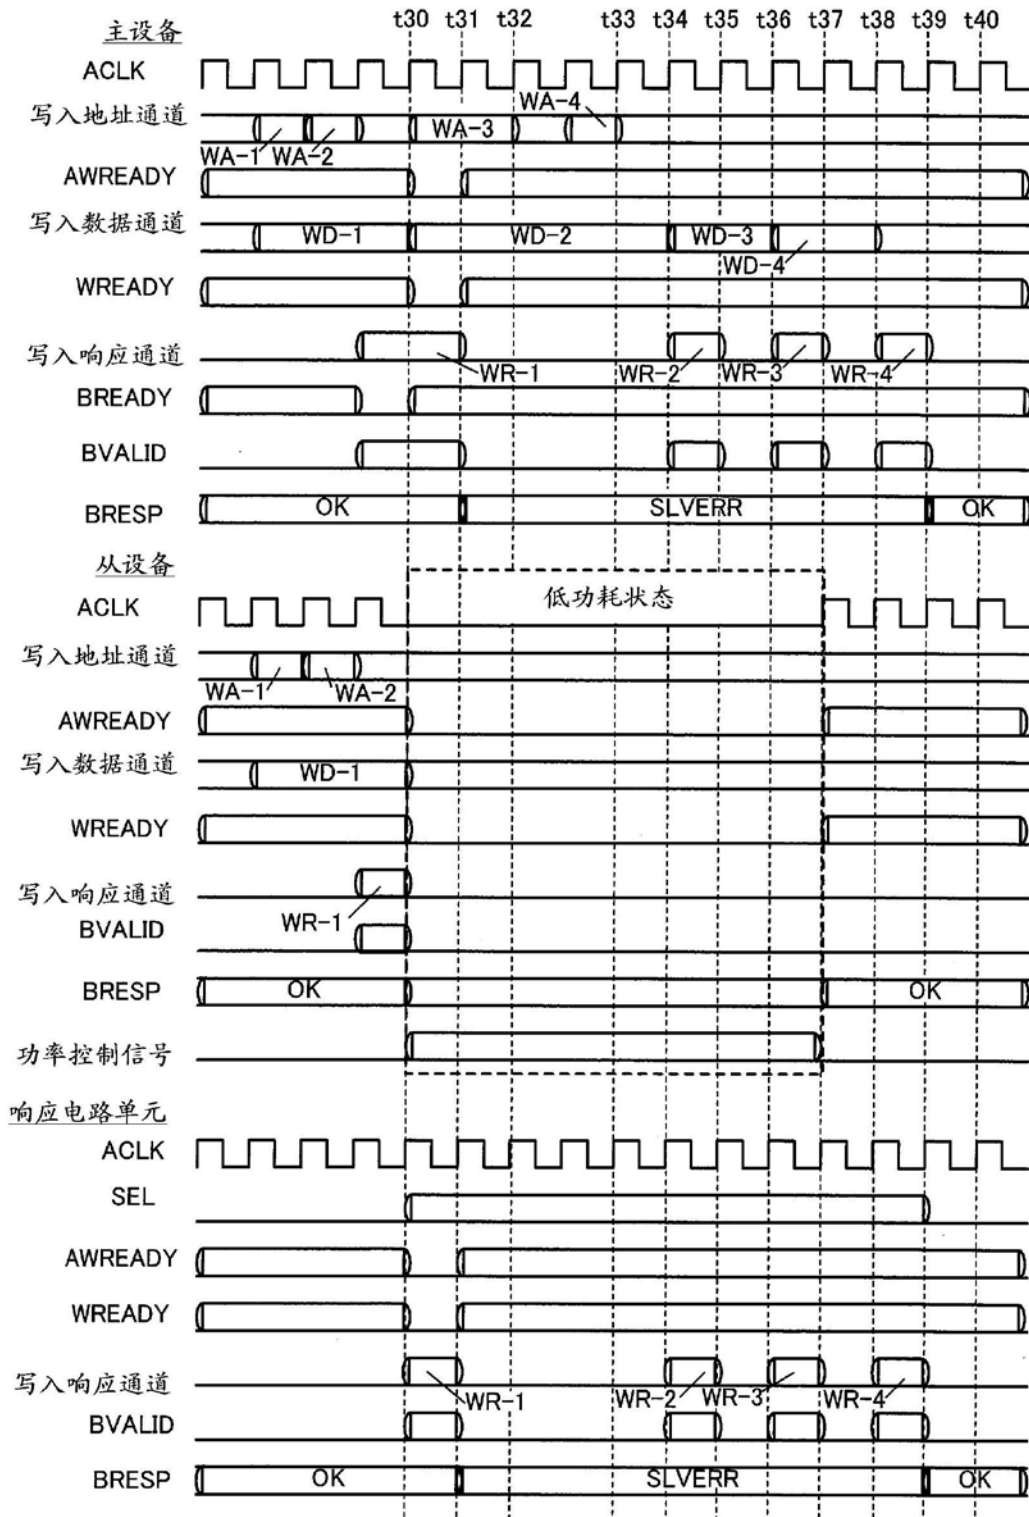 t30 t31 t32 t33 t34 t35 t36 t37 t38 t39 t40
主设备
ACLK
写入地址通道
WA-1 WA-2 WA-3 WA-4
AWREADY
写入数据通道
WD-1 WD-2 WD-3 WD-4
WREADY
写入响应通道
WR-1 WR-2 WR-3 WR-4
BREADY
BVALID
BRESP OK SLVERR OK
从设备
ACLK 低功耗状态
写入地址通道
WA-1 WA-2
AWREADY
写入数据通道
WD-1
WREADY
写入响应通道
WR-1
BVALID
BRESP OK OK
功率控制信号
响应电路单元
ACLK
SEL
AWREADY
WREADY
写入响应通道
WR-1 WR-2 WR-3 WR-4
BVALID
BRESP OK SLVERR OK